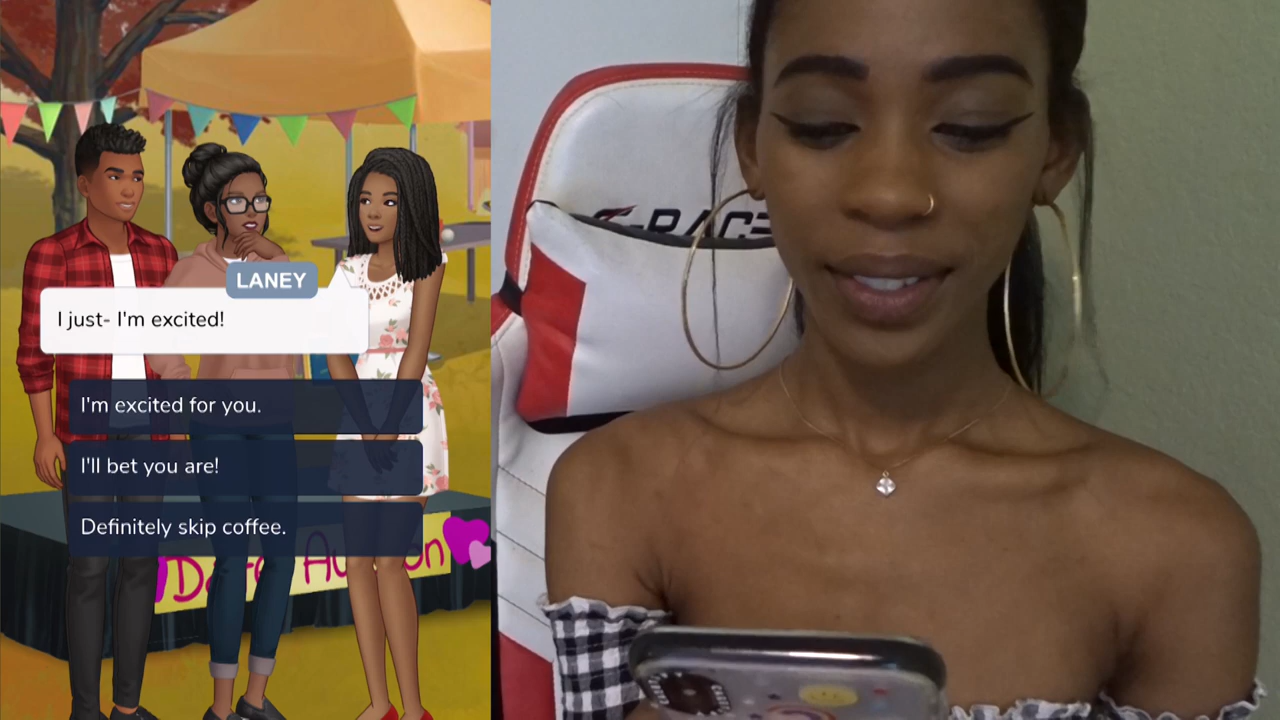 LANEY
I just- I'm excited!
I'm excited for you.
I'll bet you are!
Definitely skip coffee.